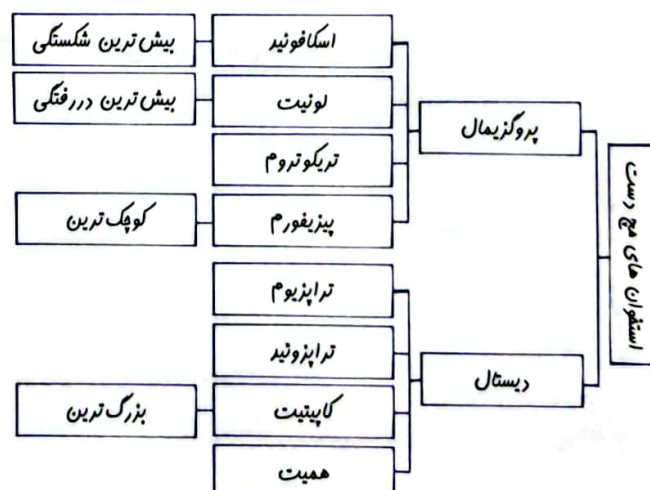 استخوان های مچ دست
پروگزیمال
اسکافوئید
بیش ترین شکستگی
لونیت
بیش ترین دررفتگی
تریکوتروم
پیزیفورم
کوچک ترین
دیستال
تراپزیوم
تراپزوئید
کاپیتیت
بزرگ ترین
همیت